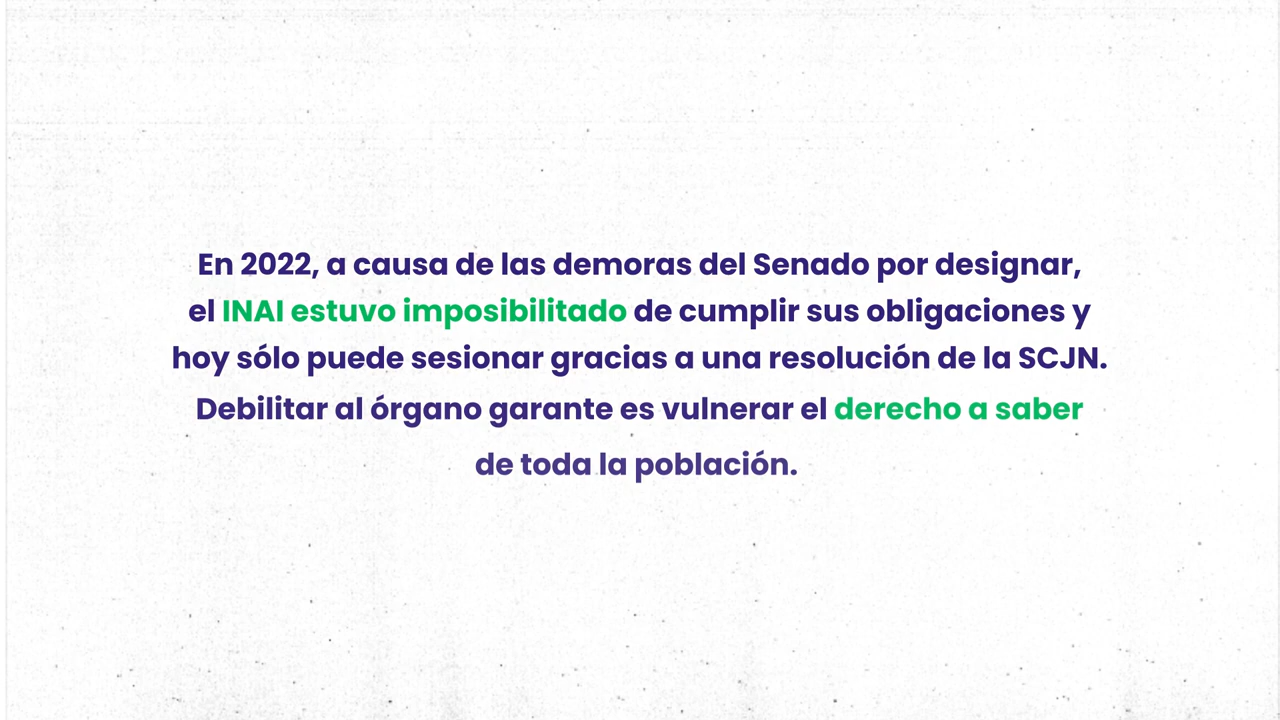 En 2022, a causa de las demoras del Senado por designar,
el INAI estuvo imposibilitado de cumplir sus obligaciones y
hoy sólo puede sesionar gracias a una resolución de la SCJN.
Debilitar al órgano garante es vulnerar el derecho a saber
de toda la población.